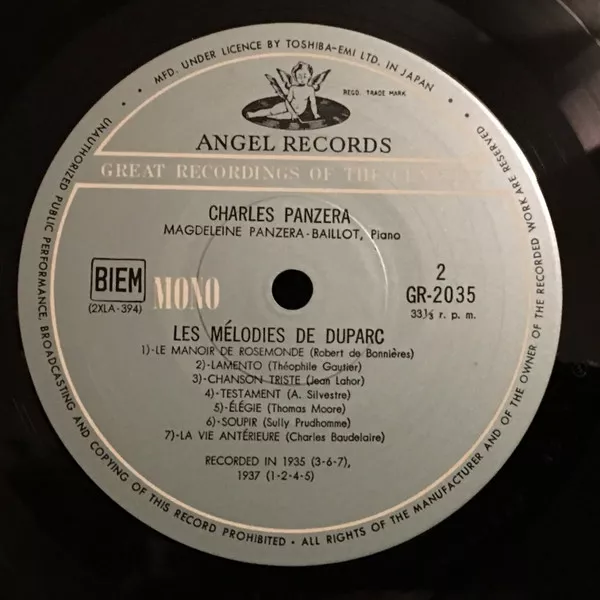 • MFD. UNDER LICENCE BY TOSHIBA-EMI LTD. IN JAPAN •
REGD. TRADE MARK
ANGEL RECORDS
GREAT RECORDINGS OF THE
CHARLES PANZERA
MAGDELEINE PANZERA-BAILLOT, Piano
BIEM
(2XLA-394)
MONO
2
GR-2035
33⅓ r. p. m.
LES MÉLODIES DE DUPARC
1)-LE MANOIR DE ROSEMONDE (Robert de Bonnières)
2)-LAMENTO (Théophile Gautier)
3)-CHANSON TRISTE (Jean Lahor)
4)-TESTAMENT (A. Silvestre)
5)-ÉLÉGIE (Thomas Moore)
6)-SOUPIR (Sully Prudhomme)
7)-LA VIE ANTÉRIEURE (Charles Baudelaire)
RECORDED IN 1935 (3-6-7),
1937 (1-2-4-5)
UNAUTHORIZED PUBLIC PERFORMANCE, BROADCASTING AND COPYING OF THIS RECORD PROHIBITED • ALL RIGHTS OF THE MANUFACTURER AND OF THE OWNER OF THE RECORDED WORK ARE RESERVED